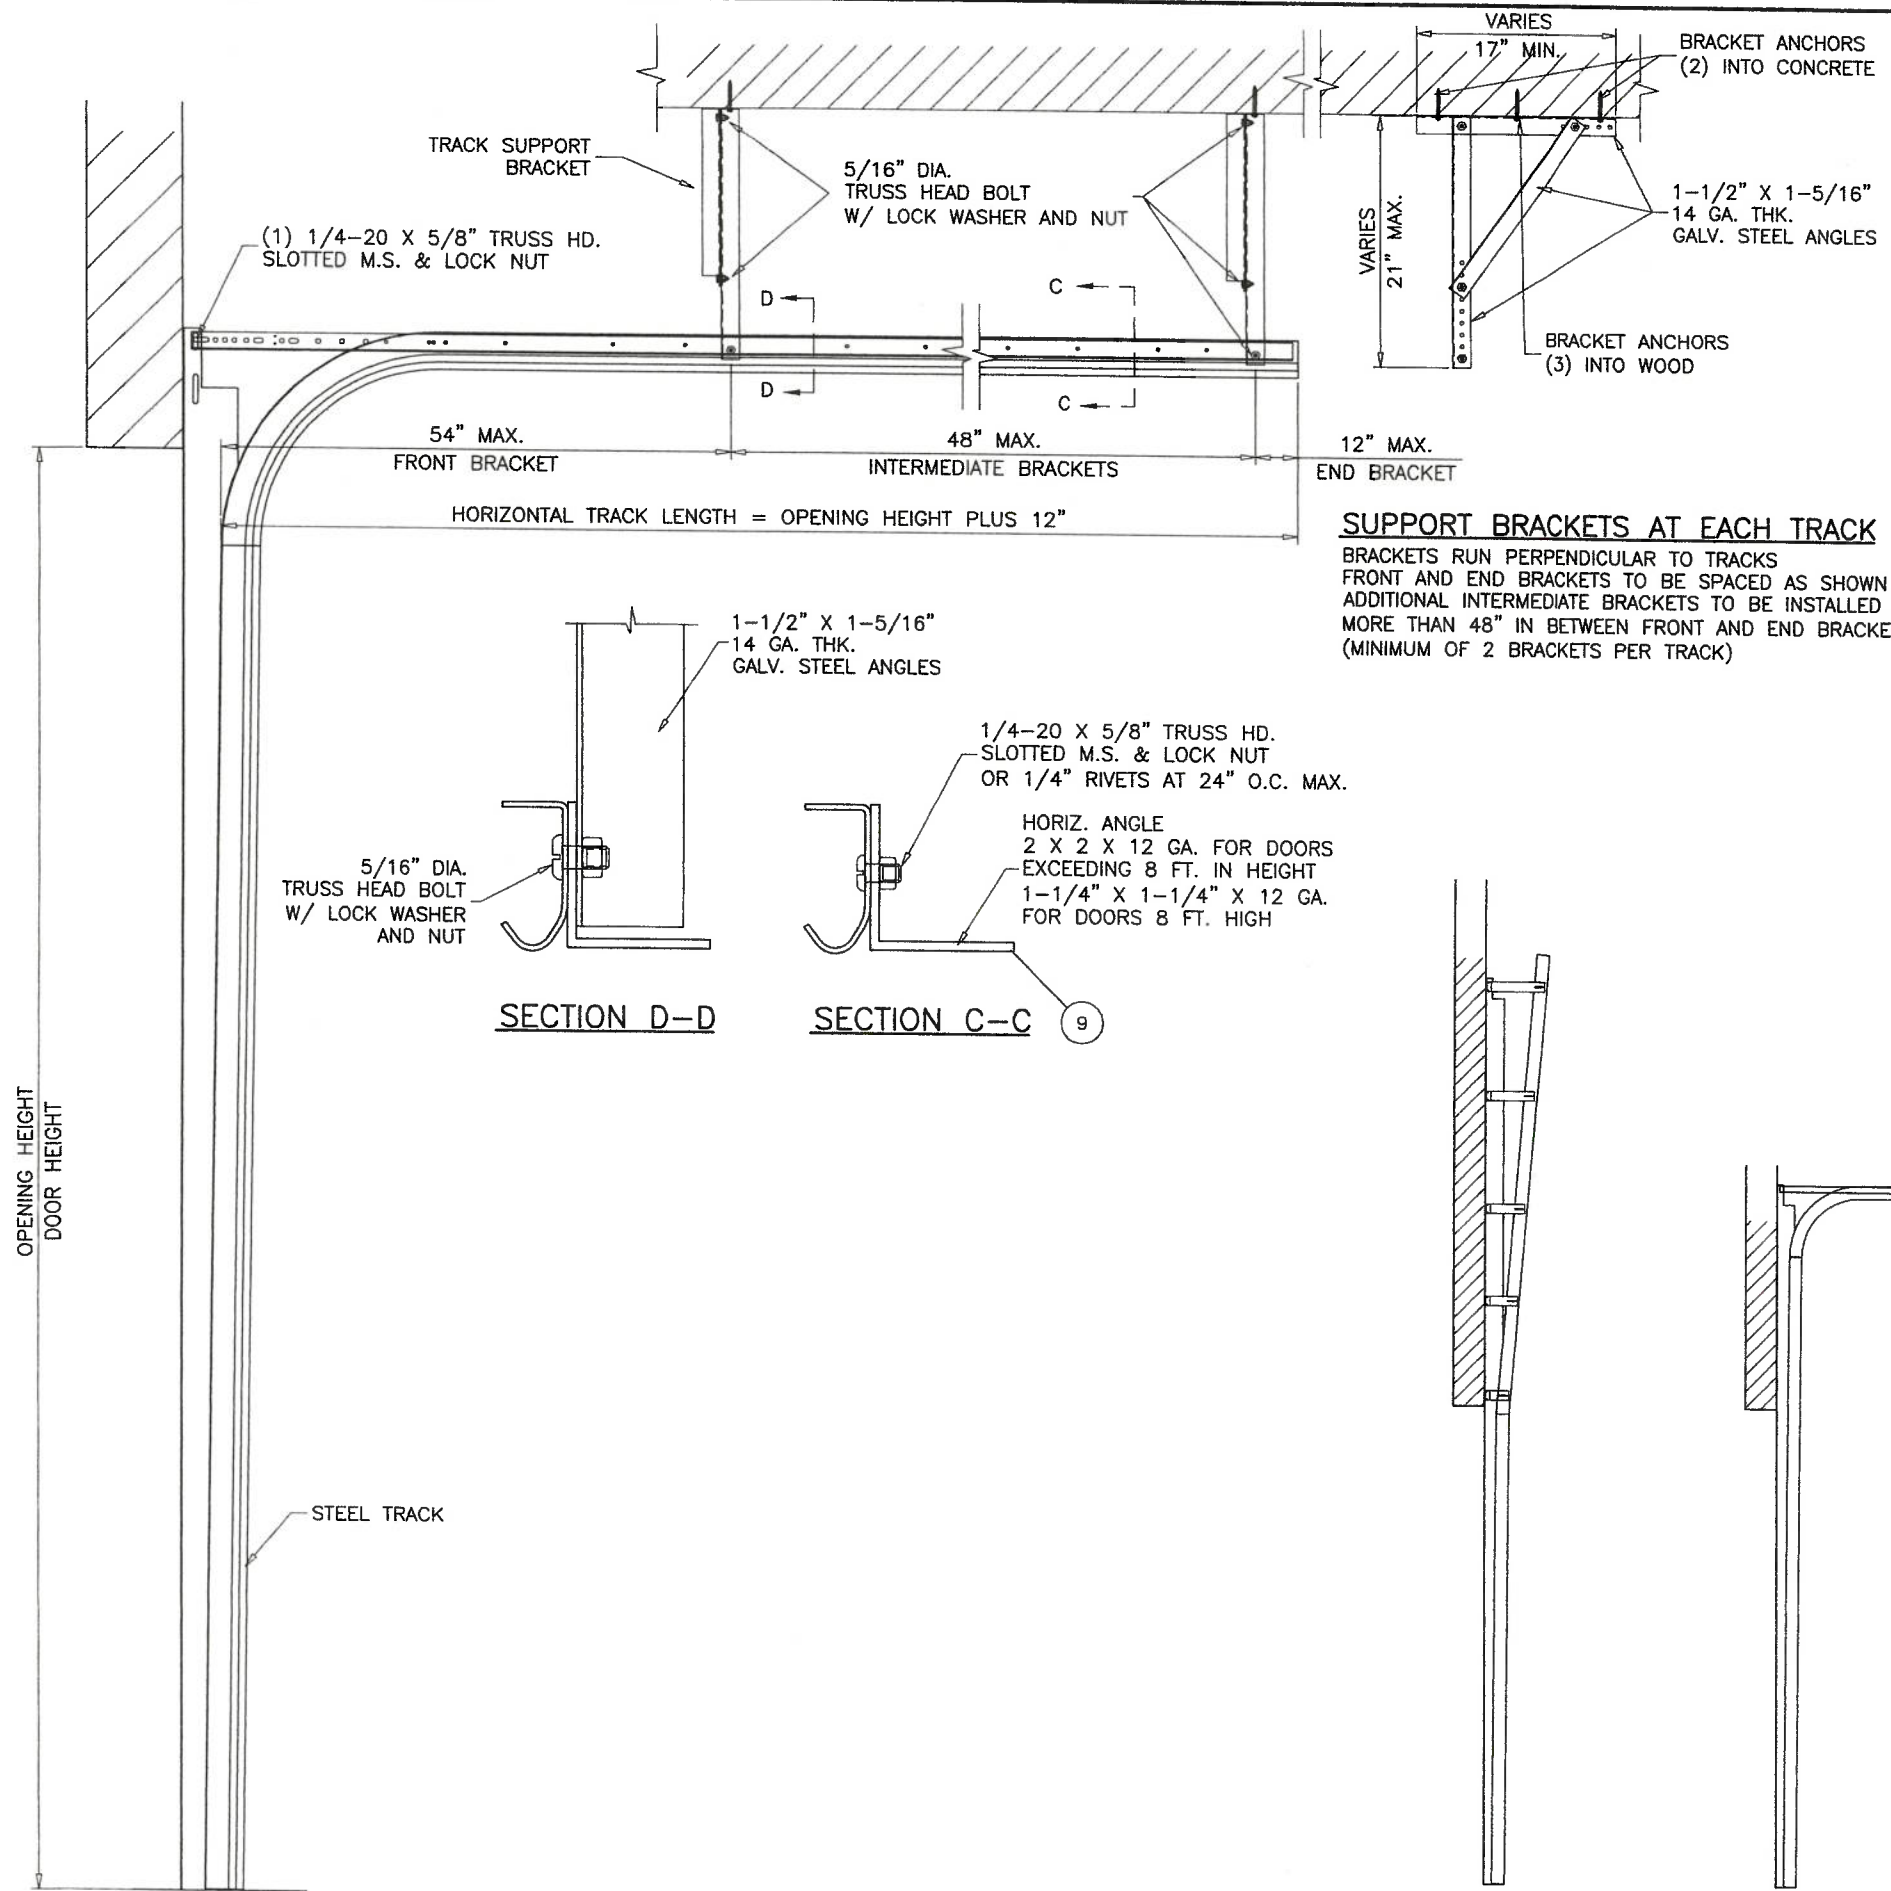 VARIES
17" MIN.
BRACKET ANCHORS
(2) INTO CONCRETE
TRACK SUPPORT
BRACKET
5/16" DIA.
TRUSS HEAD BOLT
W/ LOCK WASHER AND NUT
(1) 1/4-20 X 5/8" TRUSS HD.
SLOTTED M.S. & LOCK NUT
VARIES
21" MAX.
1-1/2" X 1-5/16"
14 GA. THK.
GALV. STEEL ANGLES
BRACKET ANCHORS
(3) INTO WOOD
D
C
D
C
54" MAX.
FRONT BRACKET
48" MAX.
INTERMEDIATE BRACKETS
12" MAX.
END BRACKET
HORIZONTAL TRACK LENGTH = OPENING HEIGHT PLUS 12"
SUPPORT BRACKETS AT EACH TRACK
BRACKETS RUN PERPENDICULAR TO TRACKS
FRONT AND END BRACKETS TO BE SPACED AS SHOWN
ADDITIONAL INTERMEDIATE BRACKETS TO BE INSTALLED
MORE THAN 48" IN BETWEEN FRONT AND END BRACKE
(MINIMUM OF 2 BRACKETS PER TRACK)
1-1/2" X 1-5/16"
14 GA. THK.
GALV. STEEL ANGLES
1/4-20 X 5/8" TRUSS HD.
SLOTTED M.S. & LOCK NUT
OR 1/4" RIVETS AT 24" O.C. MAX.
HORIZ. ANGLE
2 X 2 X 12 GA. FOR DOORS
EXCEEDING 8 FT. IN HEIGHT
1-1/4" X 1-1/4" X 12 GA.
FOR DOORS 8 FT. HIGH
5/16" DIA.
TRUSS HEAD BOLT
W/ LOCK WASHER
AND NUT
SECTION D-D
SECTION C-C
9
OPENING HEIGHT
DOOR HEIGHT
STEEL TRACK